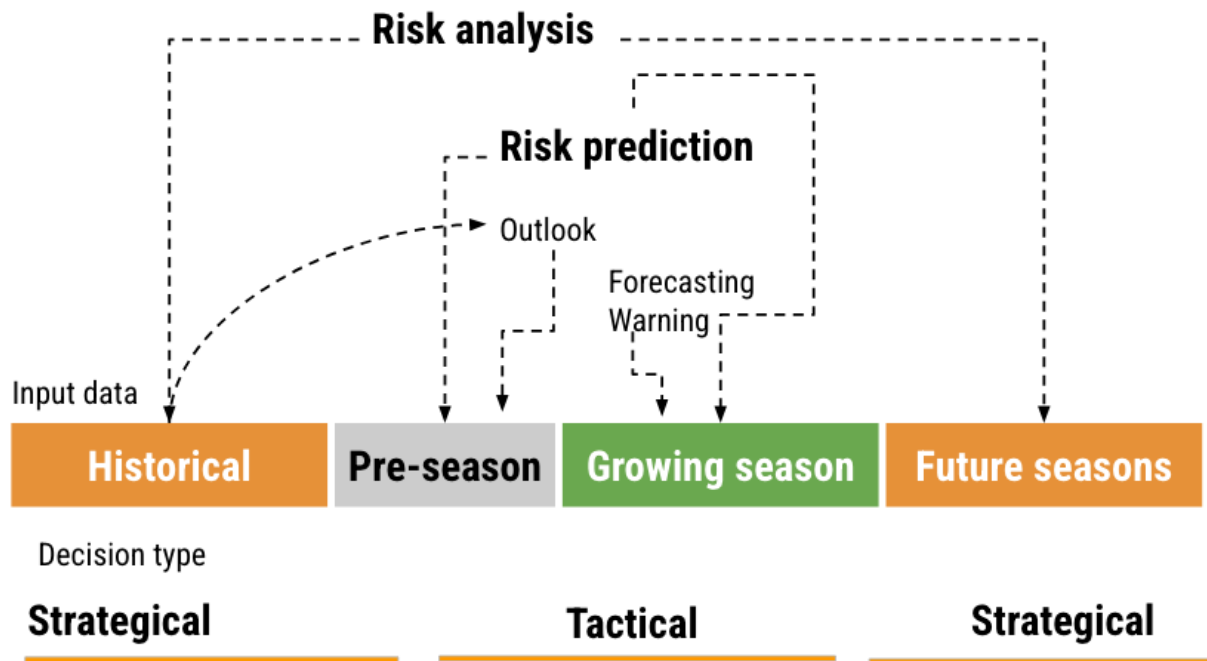 Risk analysis
Risk prediction
Outlook
Forecasting
Warning
Input data
Historical
Pre-season
Growing season
Future seasons
Decision type
Strategical
Tactical
Strategical